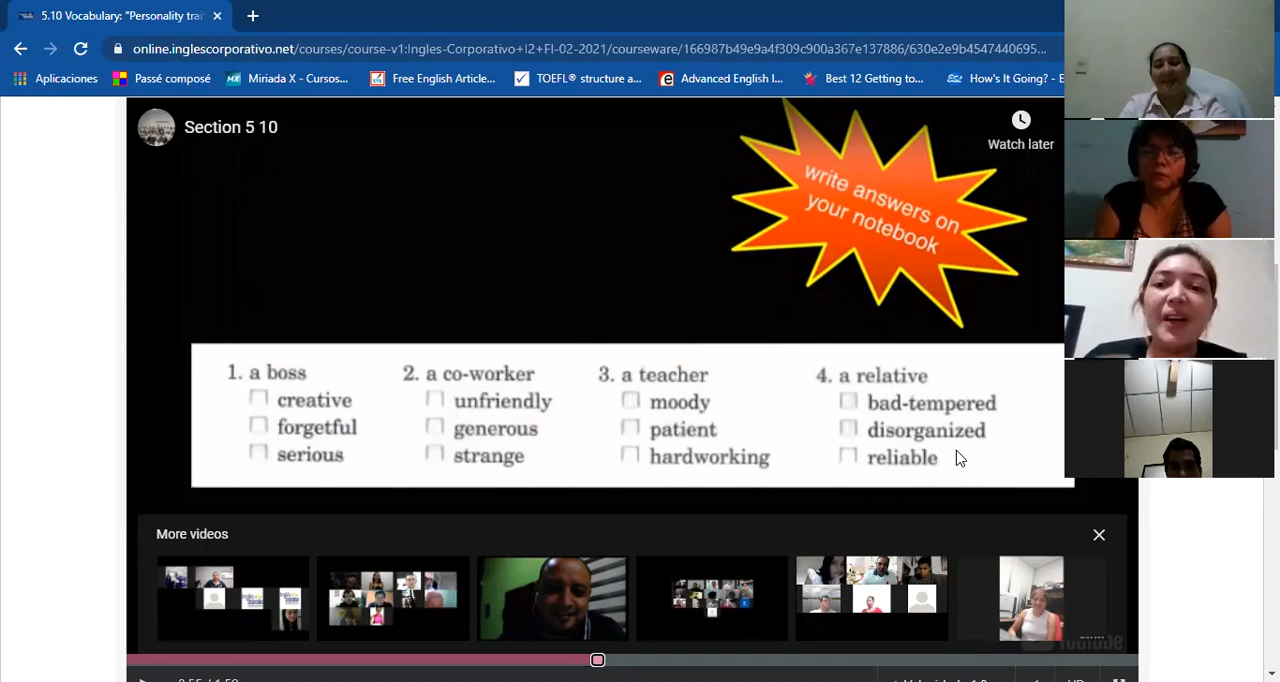 5.10 Vocabulary: "Personality trai
online.inglescorporativo.net/courses/course-v1:Ingles-Corporativo+I2+FI-02-2021/courseware/166987b49e9a4f309c900a367e137886/630e2e9b4547440695...
Aplicaciones Passé composé Miriada X - Cursos... Free English Article... TOEFL® structure a... Advanced English I... Best 12 Getting to... How's It Going? - E
Section 5 10
Watch later
write answers on
your notebook
1. a boss
creative
forgetful
serious
2. a co-worker
unfriendly
generous
strange
3. a teacher
moody
patient
hardworking
4. a relative
bad-tempered
disorganized
reliable
More videos
YouTube